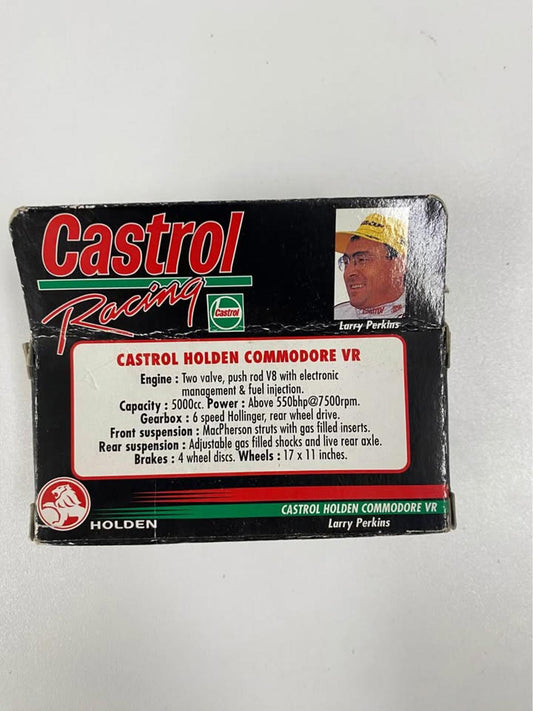 Castrol
Racing
Castrol
Larry Perkins
CASTROL HOLDEN COMMODORE VR
Engine : Two valve, push rod V8 with electronic
management & fuel injection.
Capacity : 5000cc. Power : Above 550bhp@7500rpm.
Gearbox : 6 speed Hollinger, rear wheel drive.
Front suspension : MacPherson struts with gas filled inserts.
Rear suspension : Adjustable gas filled shocks and live rear axle.
Brakes : 4 wheel discs. Wheels : 17 x 11 inches.
HOLDEN
CASTROL HOLDEN COMMODORE VR
Larry Perkins